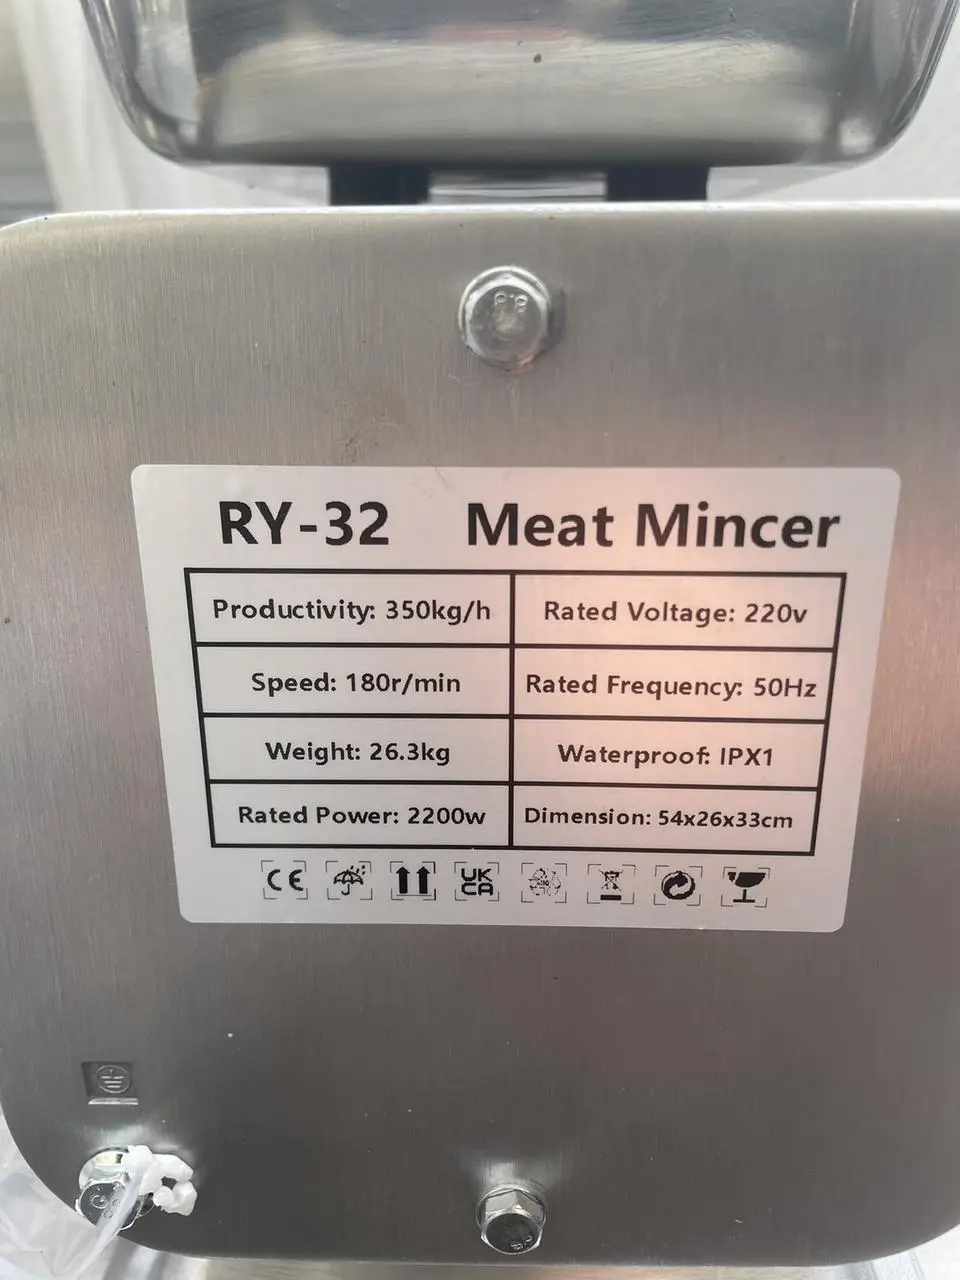 RY-32 Meat Mincer
Productivity: 350kg/h Rated Voltage: 220v
Speed: 180r/min Rated Frequency: 50Hz
Weight: 26.3kg Waterproof: IPX1
Rated Power: 2200w Dimension: 54x26x33cm
CE UK
CA